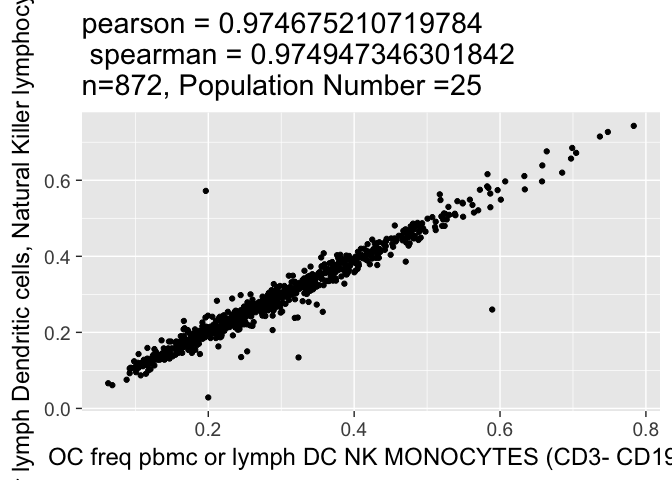 pearson = 0.974675210719784
spearman = 0.974947346301842
n=872, Population Number =25
lymph Dendritic cells, Natural Killer lymphocy
0.6
0.4
0.2
0.0
0.2
0.4
0.6
0.8
OC freq pbmc or lymph DC NK MONOCYTES (CD3- CD19